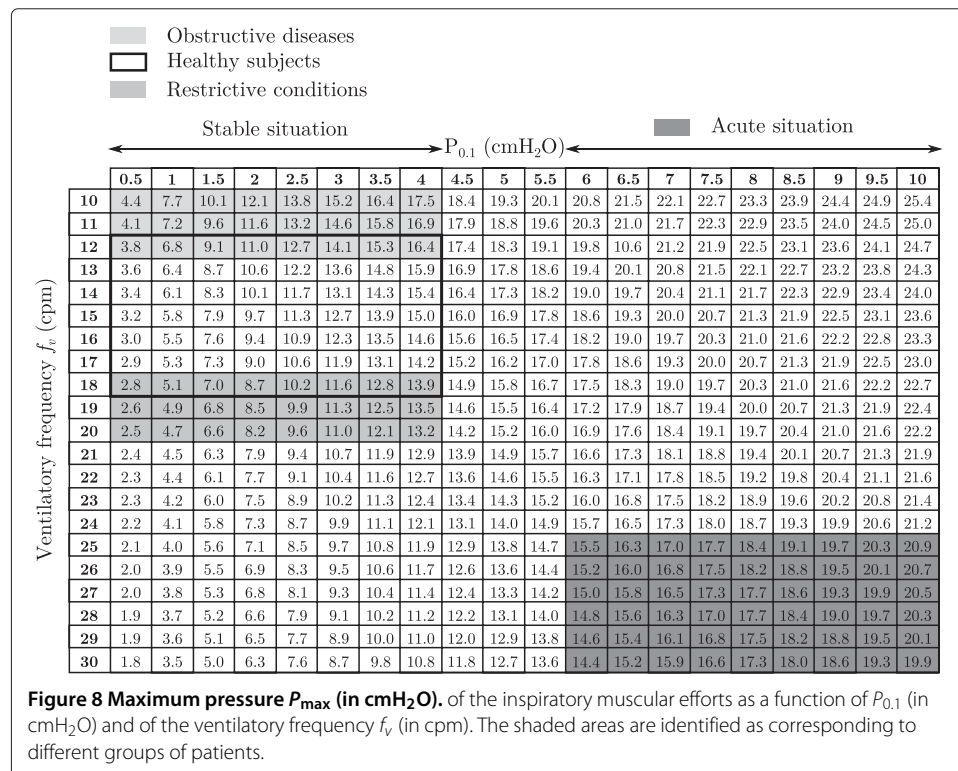 Obstructive diseases
Healthy subjects
Restrictive conditions
Stable situation
Acute situation
P0.1 (cmH2O)
0.5 1 1.5 2 2.5 3 3.5 4 4.5 5 5.5 6 6.5 7 7.5 8 8.5 9 9.5 10
Ventilatory frequency fv (cpm)
10 4.4 7.7 10.1 12.1 13.8 15.2 16.4 17.5 18.4 19.3 20.1 20.8 21.5 22.1 22.7 23.3 23.9 24.4 24.9 25.4
11 4.1 7.2 9.6 11.6 13.2 14.6 15.8 16.9 17.9 18.8 19.6 20.3 21.0 21.7 22.3 22.9 23.5 24.0 24.5 25.0
12 3.8 6.8 9.1 11.0 12.7 14.1 15.3 16.4 17.4 18.3 19.1 19.8 10.6 21.2 21.9 22.5 23.1 23.6 24.1 24.7
13 3.6 6.4 8.7 10.6 12.2 13.6 14.8 15.9 16.9 17.8 18.6 19.4 20.1 20.8 21.5 22.1 22.7 23.2 23.8 24.3
14 3.4 6.1 8.3 10.1 11.7 13.1 14.3 15.4 16.4 17.3 18.2 19.0 19.7 20.4 21.1 21.7 22.3 22.9 23.4 24.0
15 3.2 5.8 7.9 9.7 11.3 12.7 13.9 15.0 16.0 16.9 17.8 18.6 19.3 20.0 20.7 21.3 21.9 22.5 23.1 23.6
16 3.0 5.5 7.6 9.4 10.9 12.3 13.5 14.6 15.6 16.5 17.4 18.2 19.0 19.7 20.3 21.0 21.6 22.2 22.8 23.3
17 2.9 5.3 7.3 9.0 10.6 11.9 13.1 14.2 15.2 16.2 17.0 17.8 18.6 19.3 20.0 20.7 21.3 21.9 22.5 23.0
18 2.8 5.1 7.0 8.7 10.2 11.6 12.8 13.9 14.9 15.8 16.7 17.5 18.3 19.0 19.7 20.3 21.0 21.6 22.2 22.7
19 2.6 4.9 6.8 8.5 9.9 11.3 12.5 13.5 14.6 15.5 16.4 17.2 17.9 18.7 19.4 20.0 20.7 21.3 21.9 22.4
20 2.5 4.7 6.6 8.2 9.6 11.0 12.1 13.2 14.2 15.2 16.0 16.9 17.6 18.4 19.1 19.7 20.4 21.0 21.6 22.2
21 2.4 4.5 6.3 7.9 9.4 10.7 11.9 12.9 13.9 14.9 15.7 16.6 17.3 18.1 18.8 19.4 20.1 20.7 21.3 21.9
22 2.3 4.4 6.1 7.7 9.1 10.4 11.6 12.7 13.6 14.6 15.5 16.3 17.1 17.8 18.5 19.2 19.8 20.4 21.1 21.6
23 2.3 4.2 6.0 7.5 8.9 10.2 11.3 12.4 13.4 14.3 15.2 16.0 16.8 17.5 18.2 18.9 19.6 20.2 20.8 21.4
24 2.2 4.1 5.8 7.3 8.7 9.9 11.1 12.1 13.1 14.0 14.9 15.7 16.5 17.3 18.0 18.7 19.3 19.9 20.6 21.2
25 2.1 4.0 5.6 7.1 8.5 9.7 10.8 11.9 12.9 13.8 14.7 15.5 16.3 17.0 17.7 18.4 19.1 19.7 20.3 20.9
26 2.0 3.9 5.5 6.9 8.3 9.5 10.6 11.7 12.6 13.6 14.4 15.2 16.0 16.8 17.5 18.2 18.8 19.5 20.1 20.7
27 2.0 3.8 5.3 6.8 8.1 9.3 10.4 11.4 12.4 13.3 14.2 15.0 15.8 16.5 17.3 17.7 18.6 19.3 19.9 20.5
28 1.9 3.7 5.2 6.6 7.9 9.1 10.2 11.2 12.2 13.1 14.0 14.8 15.6 16.3 17.0 17.7 18.4 19.0 19.7 20.3
29 1.9 3.6 5.1 6.5 7.7 8.9 10.0 11.0 12.0 12.9 13.8 14.6 15.4 16.1 16.8 17.5 18.2 18.8 19.5 20.1
30 1.8 3.5 5.0 6.3 7.6 8.7 9.8 10.8 11.8 12.7 13.6 14.4 15.2 15.9 16.6 17.3 18.0 18.6 19.3 19.9
Figure 8 Maximum pressure Pmax (in cmH2O). of the inspiratory muscular efforts as a function of P0.1 (in
cmH2O) and of the ventilatory frequency fv (in cpm). The shaded areas are identified as corresponding to
different groups of patients.